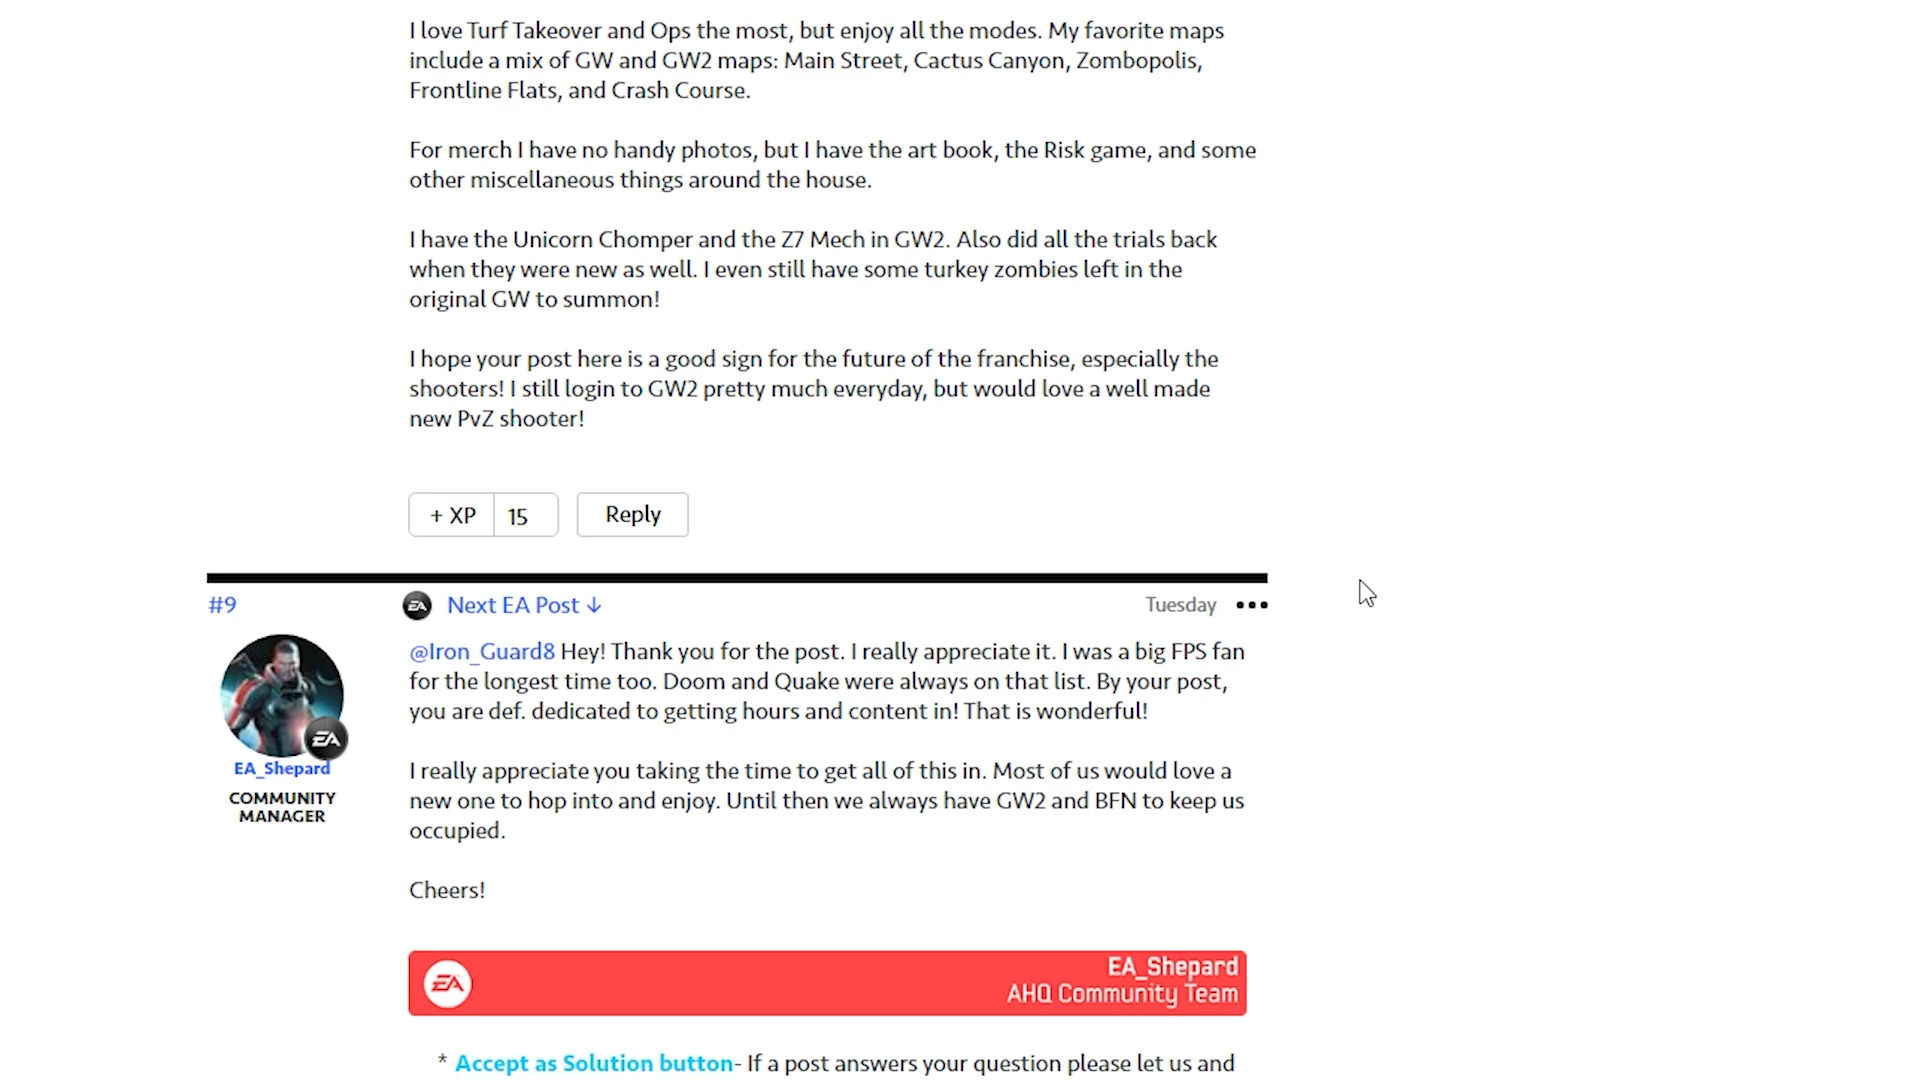 I love Turf Takeover and Ops the most, but enjoy all the modes. My favorite maps
include a mix of GW and GW2 maps: Main Street, Cactus Canyon, Zombopolis,
Frontline Flats, and Crash Course.
For merch I have no handy photos, but I have the art book, the Risk game, and some
other miscellaneous things around the house.
I have the Unicorn Chomper and the Z7 Mech in GW2. Also did all the trials back
when they were new as well. I even still have some turkey zombies left in the
original GW to summon!
I hope your post here is a good sign for the future of the franchise, especially the
shooters! I still login to GW2 pretty much everyday, but would love a well made
new PvZ shooter!
+ XP 15 Reply
#9 EA Next EA Post ↓ Tuesday •••
@Iron_Guard8 Hey! Thank you for the post. I really appreciate it. I was a big FPS fan
for the longest time too. Doom and Quake were always on that list. By your post,
you are def. dedicated to getting hours and content in! That is wonderful!
EA
EA_Shepard
COMMUNITY
MANAGER
I really appreciate you taking the time to get all of this in. Most of us would love a
new one to hop into and enjoy. Until then we always have GW2 and BFN to keep us
occupied.
Cheers!
EA EA_Shepard
AHQ Community Team
* Accept as Solution button- If a post answers your question please let us and